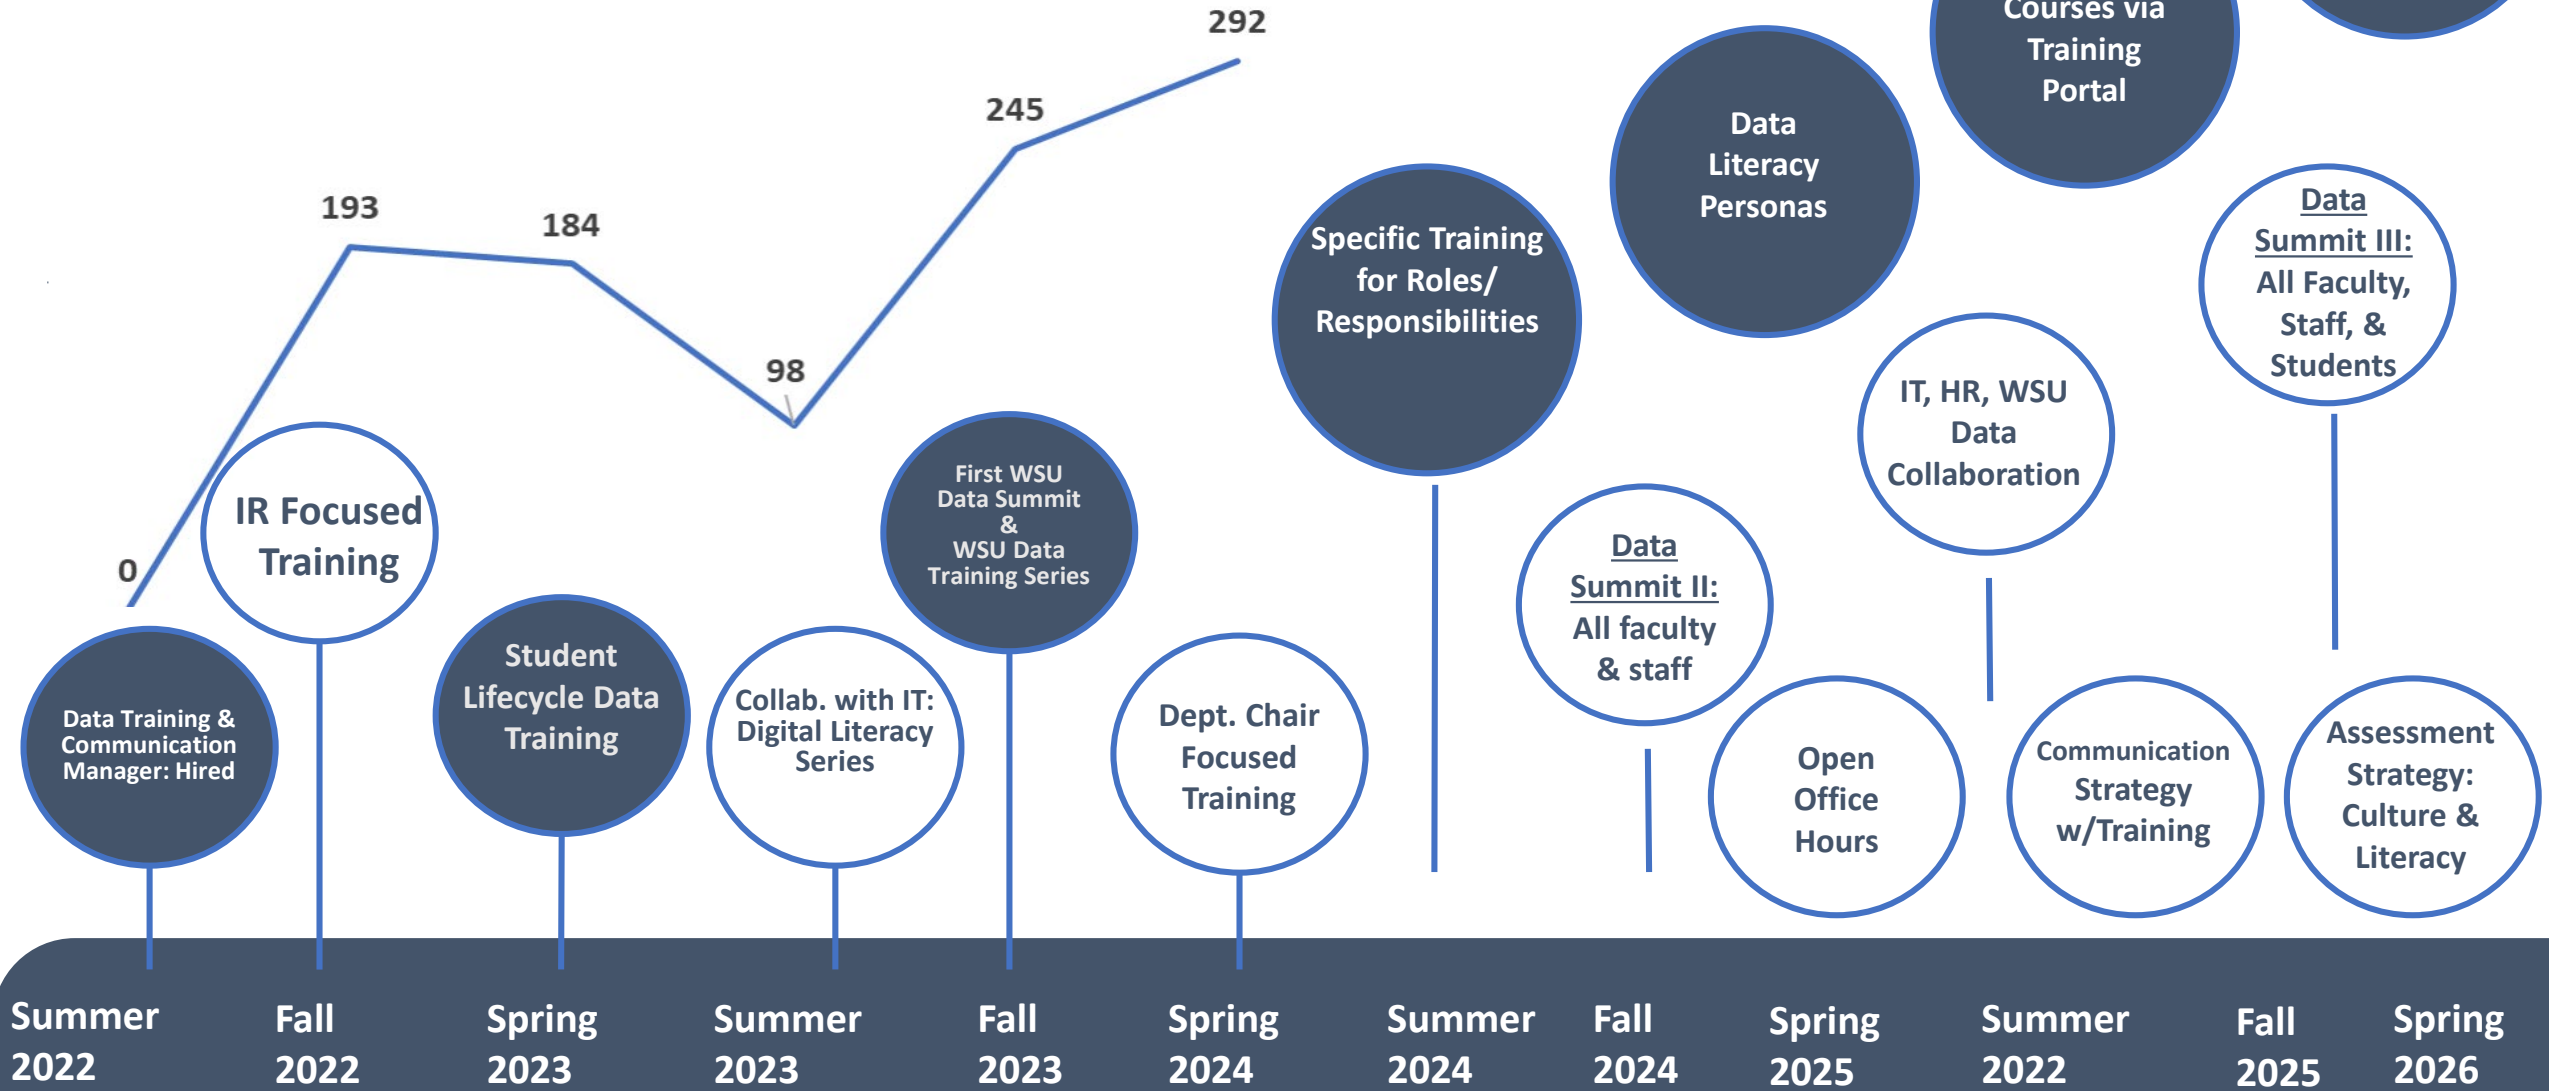 292
245
193
184
98
0
Courses via
Training
Portal
Data
Literacy
Personas
Specific Training
for Roles/
Responsibilities
Data
Summit III:
All Faculty,
Staff, &
Students
IT, HR, WSU
Data
Collaboration
IR Focused
Training
First WSU
Data Summit
&
WSU Data
Training Series
Data
Summit II:
All faculty
& staff
Data Training &
Communication
Manager: Hired
Student
Lifecycle Data
Training
Collab. with IT:
Digital Literacy
Series
Dept. Chair
Focused
Training
Open
Office
Hours
Communication
Strategy
w/Training
Assessment
Strategy:
Culture &
Literacy
Summer
2022
Fall
2022
Spring
2023
Summer
2023
Fall
2023
Spring
2024
Summer
2024
Fall
2024
Spring
2025
Summer
2022
Fall
2025
Spring
2026